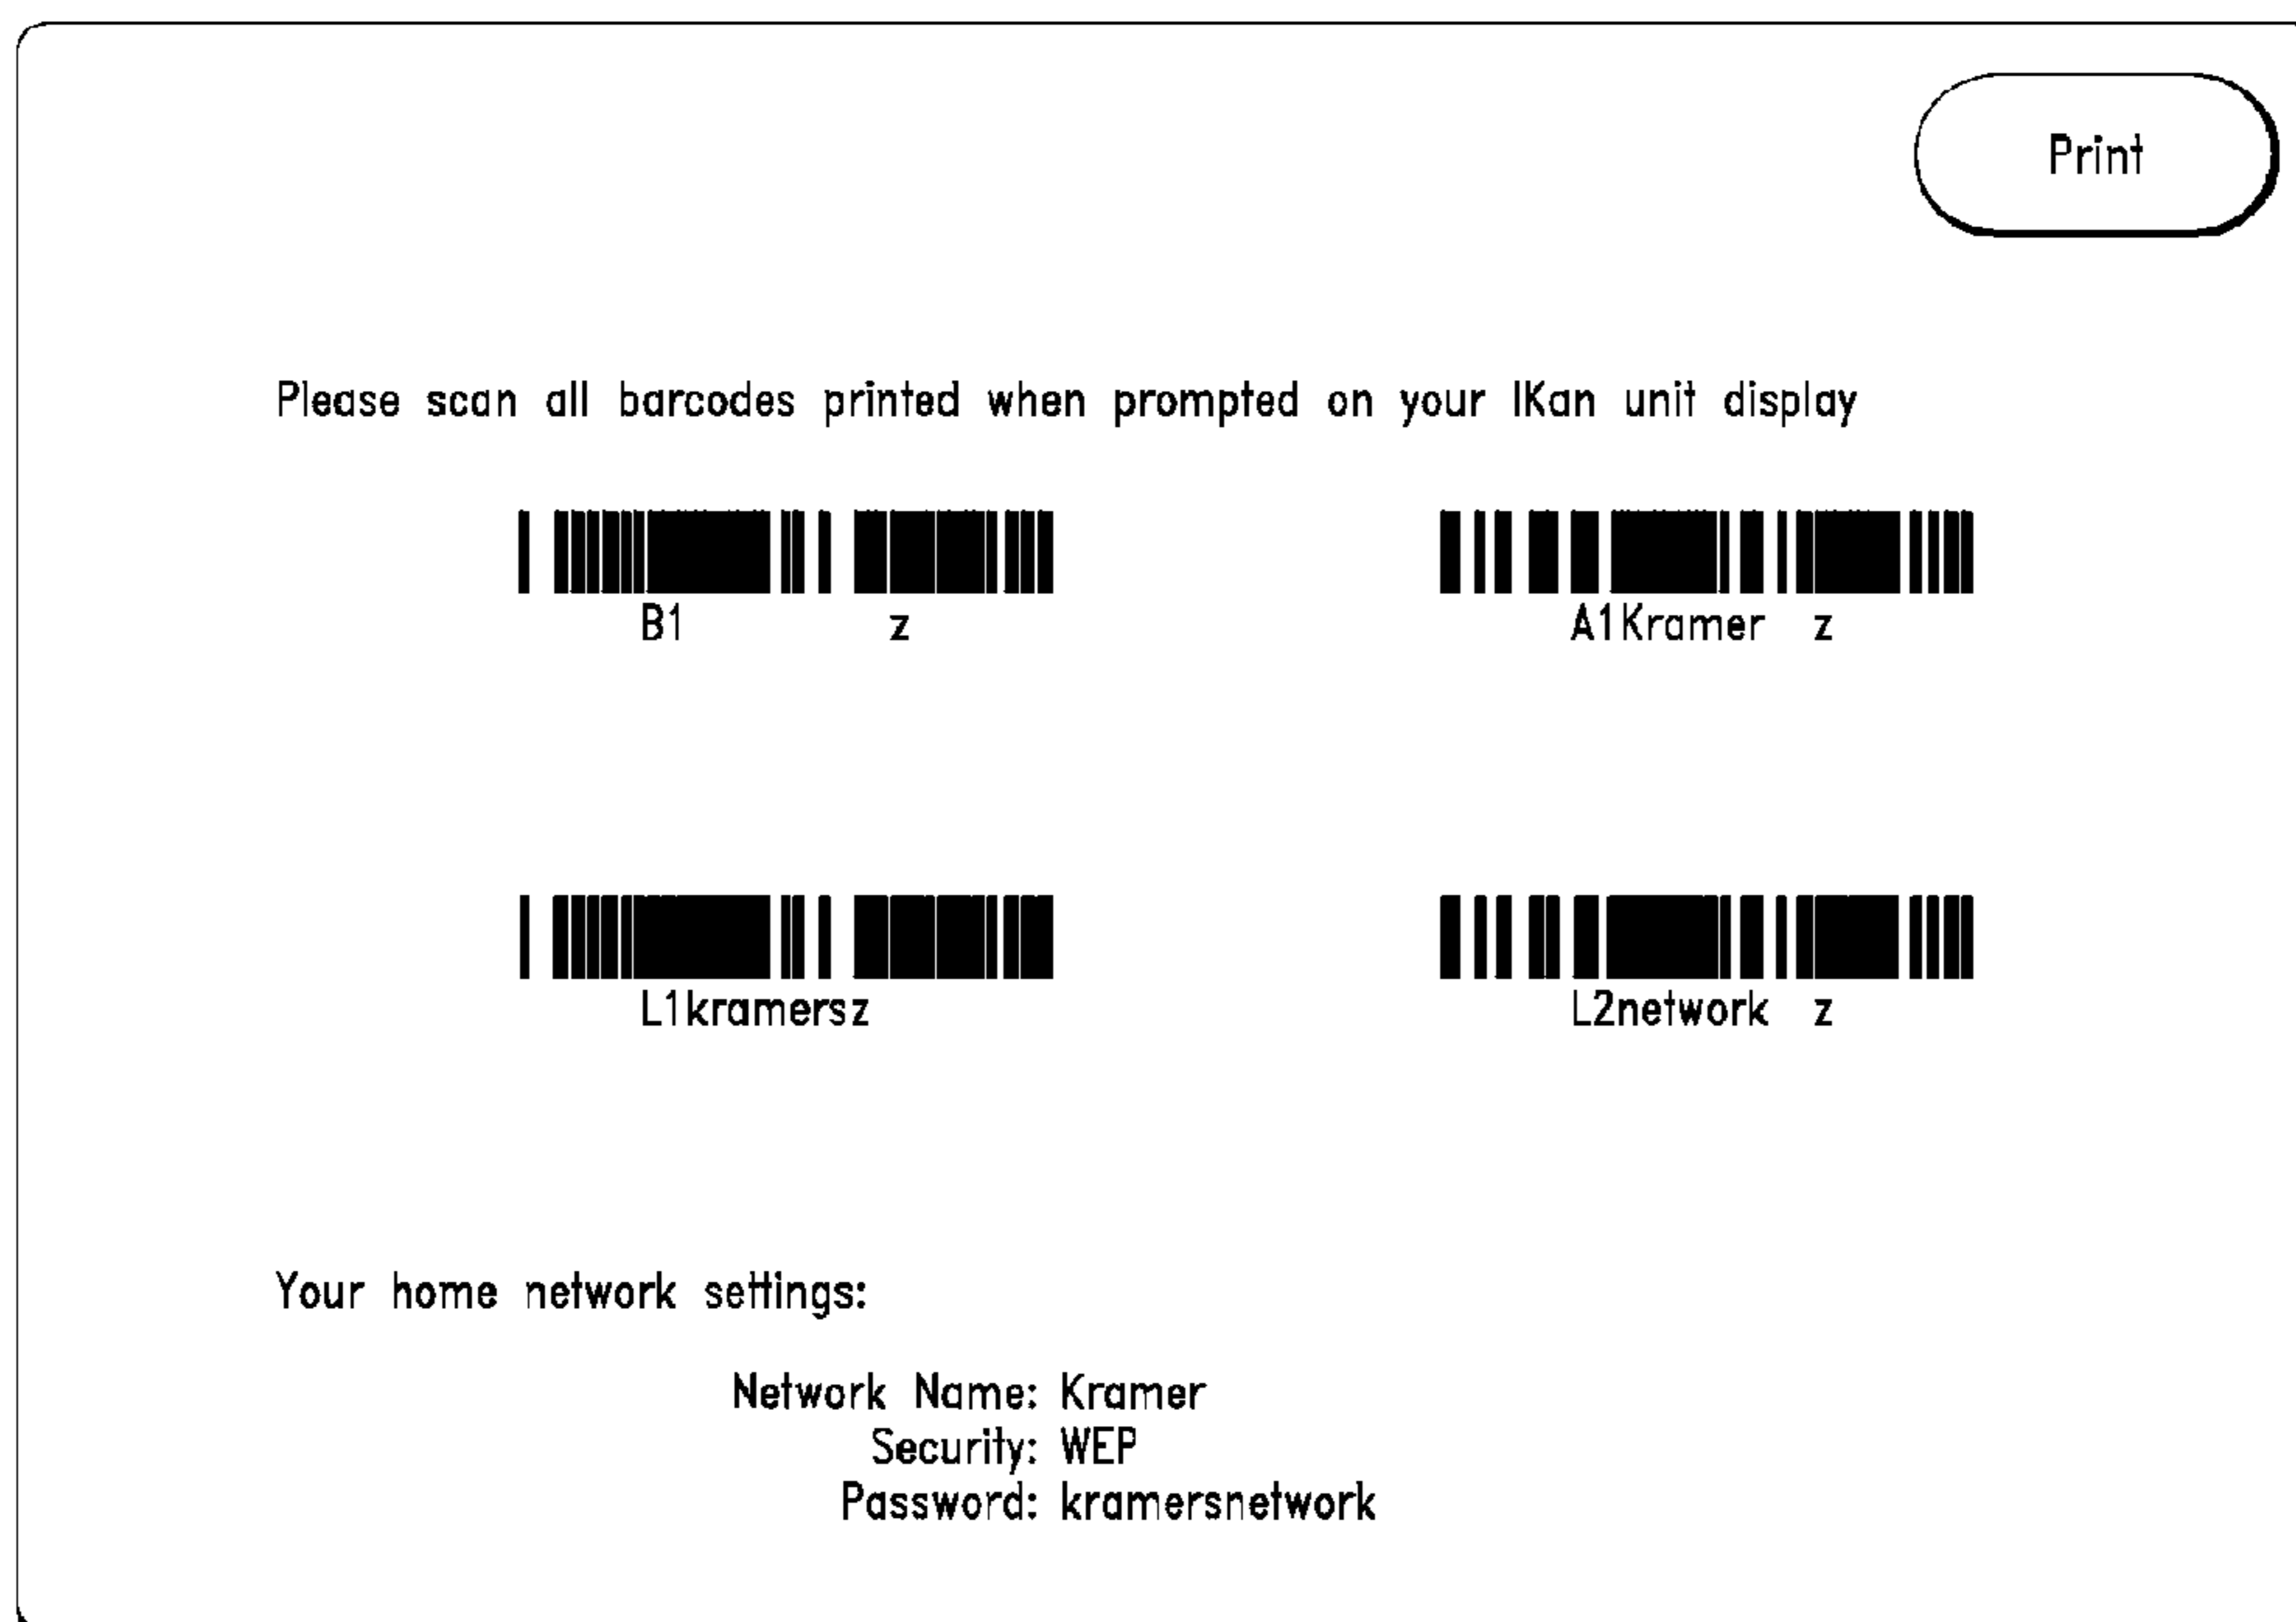 Print
Please scan all barcodes printed when prompted on your IKan unit display
B1 z
A1Kramer z
L1kramersz
L2network z
Your home network settings:
Network Name: Kramer
Security: WEP
Password: kramersnetwork